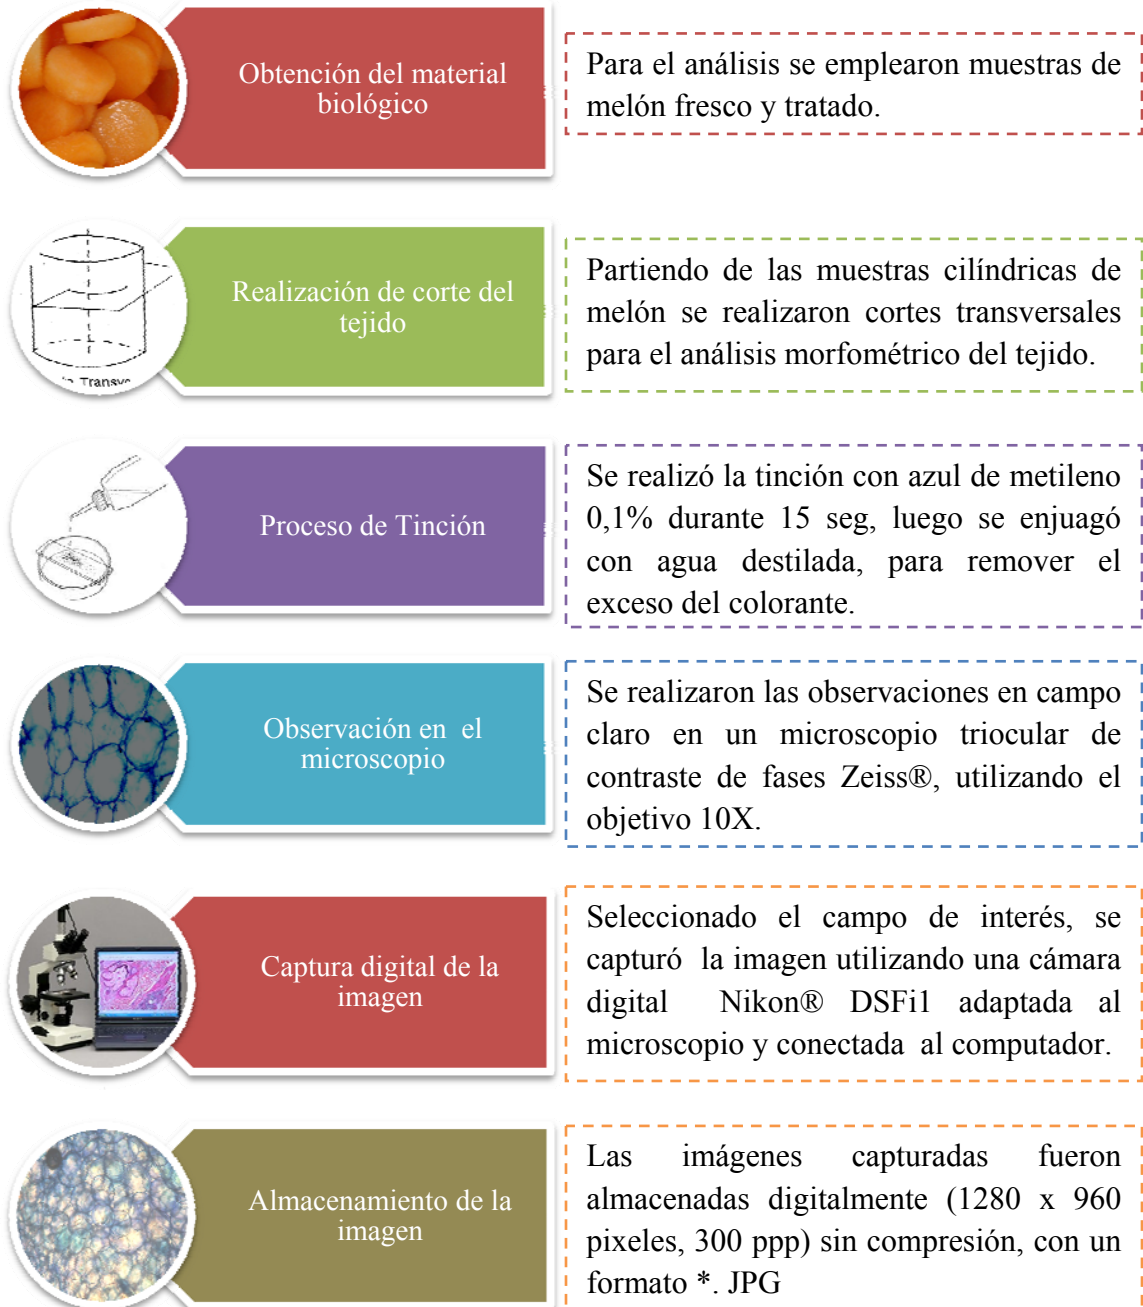 Obtención del material
biológico
Para el análisis se emplearon muestras de
melón fresco y tratado.
Realización de corte del
tejido
Partiendo de las muestras cilíndricas de
melón se realizaron cortes transversales
para el análisis morfométrico del tejido.
Proceso de Tinción
Se realizó la tinción con azul de metileno
0,1% durante 15 seg, luego se enjuagó
con agua destilada, para remover el
exceso del colorante.
Observación en el
microscopio
Se realizaron las observaciones en campo
claro en un microscopio triocular de
contraste de fases Zeiss®, utilizando el
objetivo 10X.
Captura digital de la
imagen
Seleccionado el campo de interés, se
capturó la imagen utilizando una cámara
digital Nikon® DSFi1 adaptada al
microscopio y conectada al computador.
Almacenamiento de la
imagen
Las imágenes capturadas fueron
almacenadas digitalmente (1280 x 960
pixeles, 300 ppp) sin compresión, con un
formato *. JPG